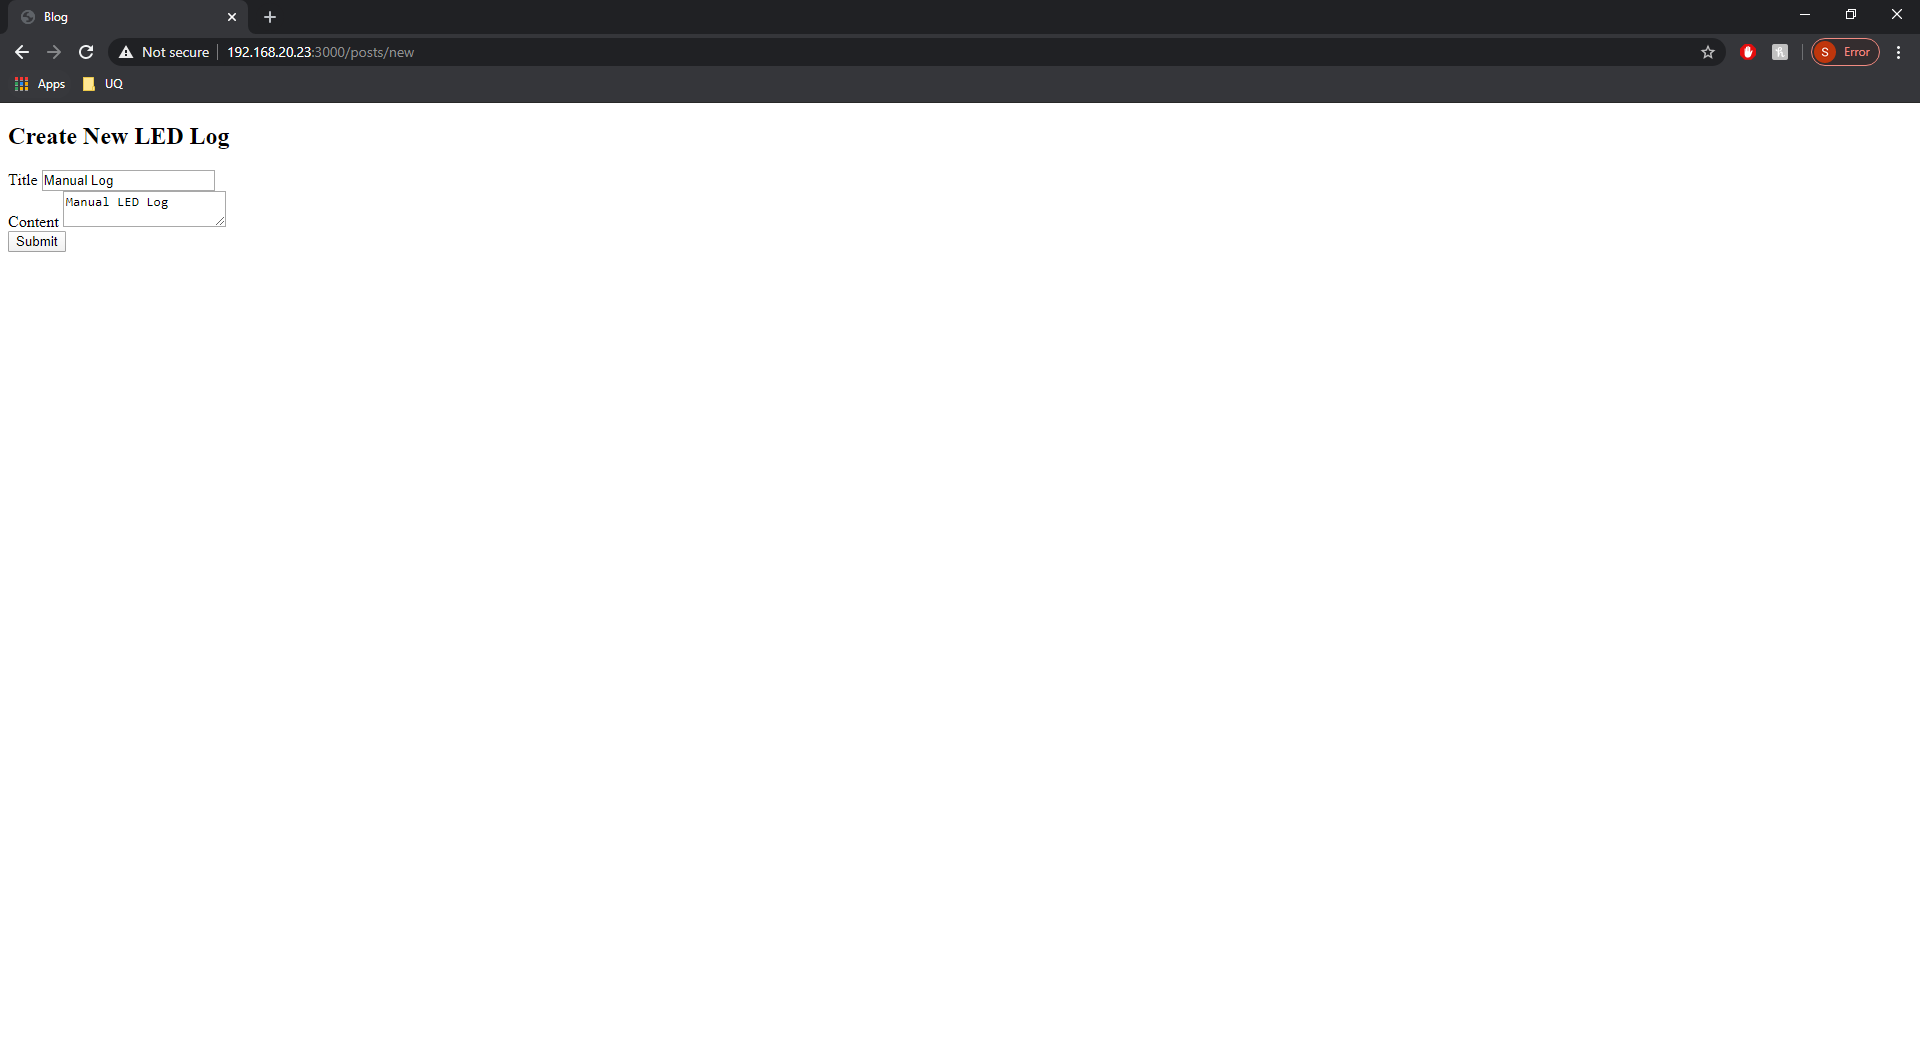 Blog
Not secure 192.168.20.23:3000/posts/new S Error
Apps UQ
Create New LED Log
Title Manual Log
Content Manual LED Log
Submit